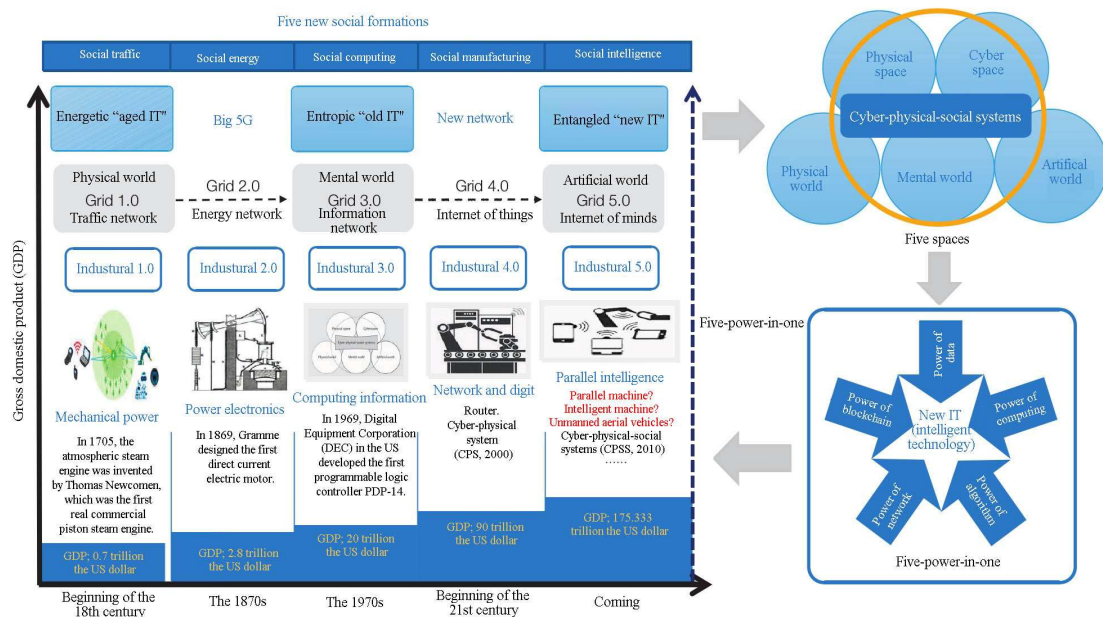 Five new social formations
Social traffic
Social energy
Social computing
Social manufacturing
Social intelligence
Energetic "aged IT"
Big 5G
Entropic "old IT"
New network
Entangled "new IT"
Physical world
Grid 1.0
Traffic network
Grid 2.0
Energy network
Mental world
Grid 3.0
Information
network
Grid 4.0
Internet of things
Artificial world
Grid 5.0
Internet of minds
Industural 1.0
Industural 2.0
Industural 3.0
Industural 4.0
Industural 5.0
Gross domestic product (GDP)
Mechanical power
In 1705, the
atmospheric steam
engine was invented
by Thomas Newcomen,
which was the first
real commercial
piston steam engine.
Power electronics
In 1869, Gramme
designed the first
direct current
electric motor.
Physical space
Cyberspace
Cyber-physical-social systems
Physical world
Mental world
Artificial world
Computing information
In 1969, Digital
Equipment Corporation
(DEC) in the US
developed the first
programmable logic
controller PDP-14.
Network and digit
Router.
Cyber-physical
system
(CPS, 2000)
Parallel intelligence
Parallel machine?
Intelligent machine?
Unmanned aerial vehicles?
Cyber-physical-social
systems (CPSS, 2010)
......
GDP; 0.7 trillion
the US dollar
GDP; 2.8 trillion
the US dollar
GDP; 20 trillion
the US dollar
GDP; 90 trillion
the US dollar
GDP; 175.333
trillion the US dollar
Beginning of the
18th century
The 1870s
The 1970s
Beginning of the
21st century
Coming
Five-power-in-one
Physical
space
Cyber
space
Cyber-physical-social systems
Physical
world
Mental world
Artifical
world
Five spaces
Power of
data
Power of
blockchain
Power of
computing
New IT
(intelligent
technology)
Power of
network
Power of
algorithm
Five-power-in-one